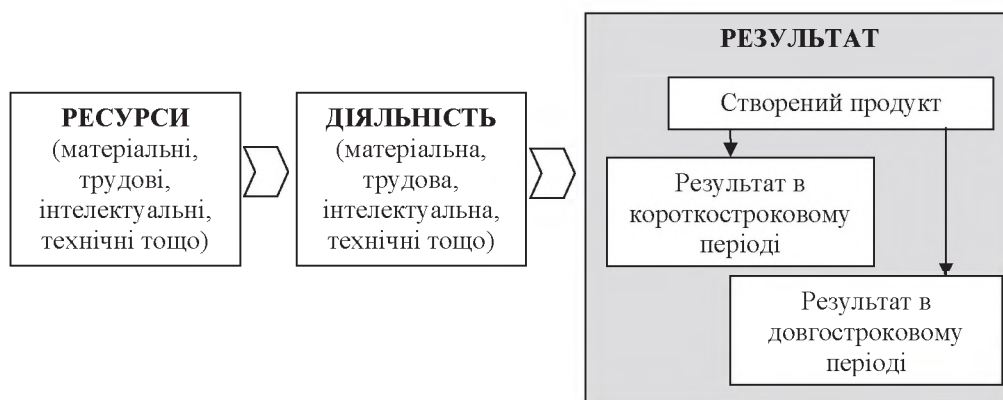 РЕСУРСИ
(матеріальні,
трудові,
інтелектуальні,
технічні тощо)
ДІЯЛЬНІСТЬ
(матеріальна,
трудова,
інтелектуальна,
технічні тощо)
РЕЗУЛЬТАТ
Створений продукт
Результат в
короткостроковому
періоді
Результат в
довгостроковому
періоді